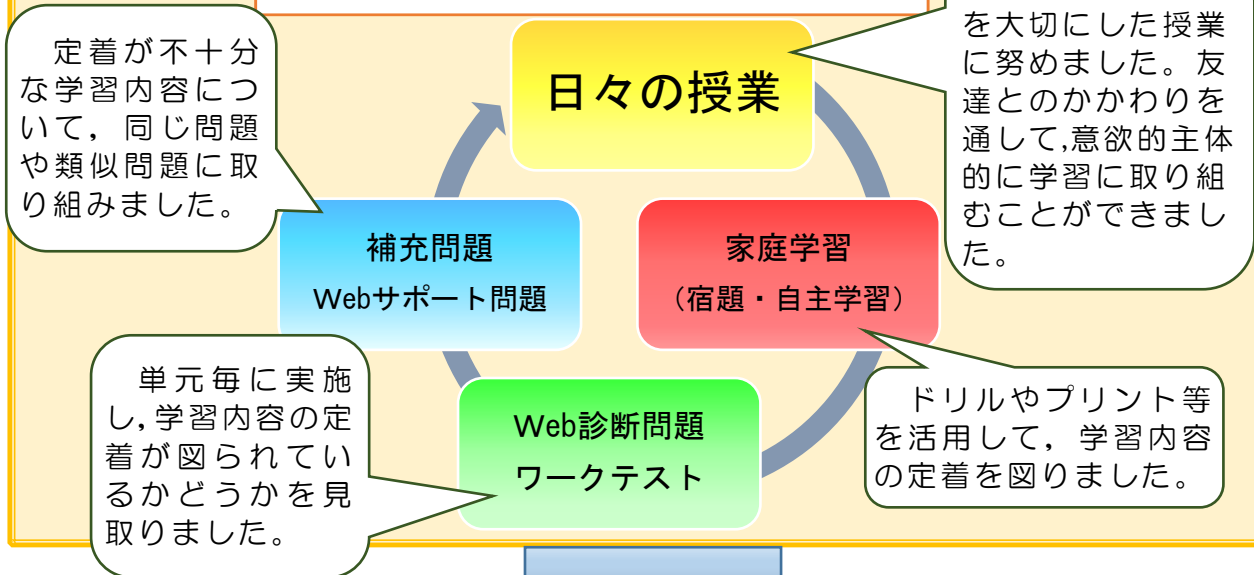 定着が不十分
な学習内容につ
いて，同じ問題
や類似問題に取
り組みました。
日々の授業
を大切にした授業
に努めました。友
達とのかかわりを
通して,意欲的主体
的に学習に取り組
むことができまし
た。
補充問題
Webサポート問題
家庭学習
（宿題・自主学習）
単元毎に実施
し,学習内容の定
着が図られてい
るかどうかを見
取りました。
Web診断問題
ワークテスト
ドリルやプリント等
を活用して，学習内容
の定着を図りました。